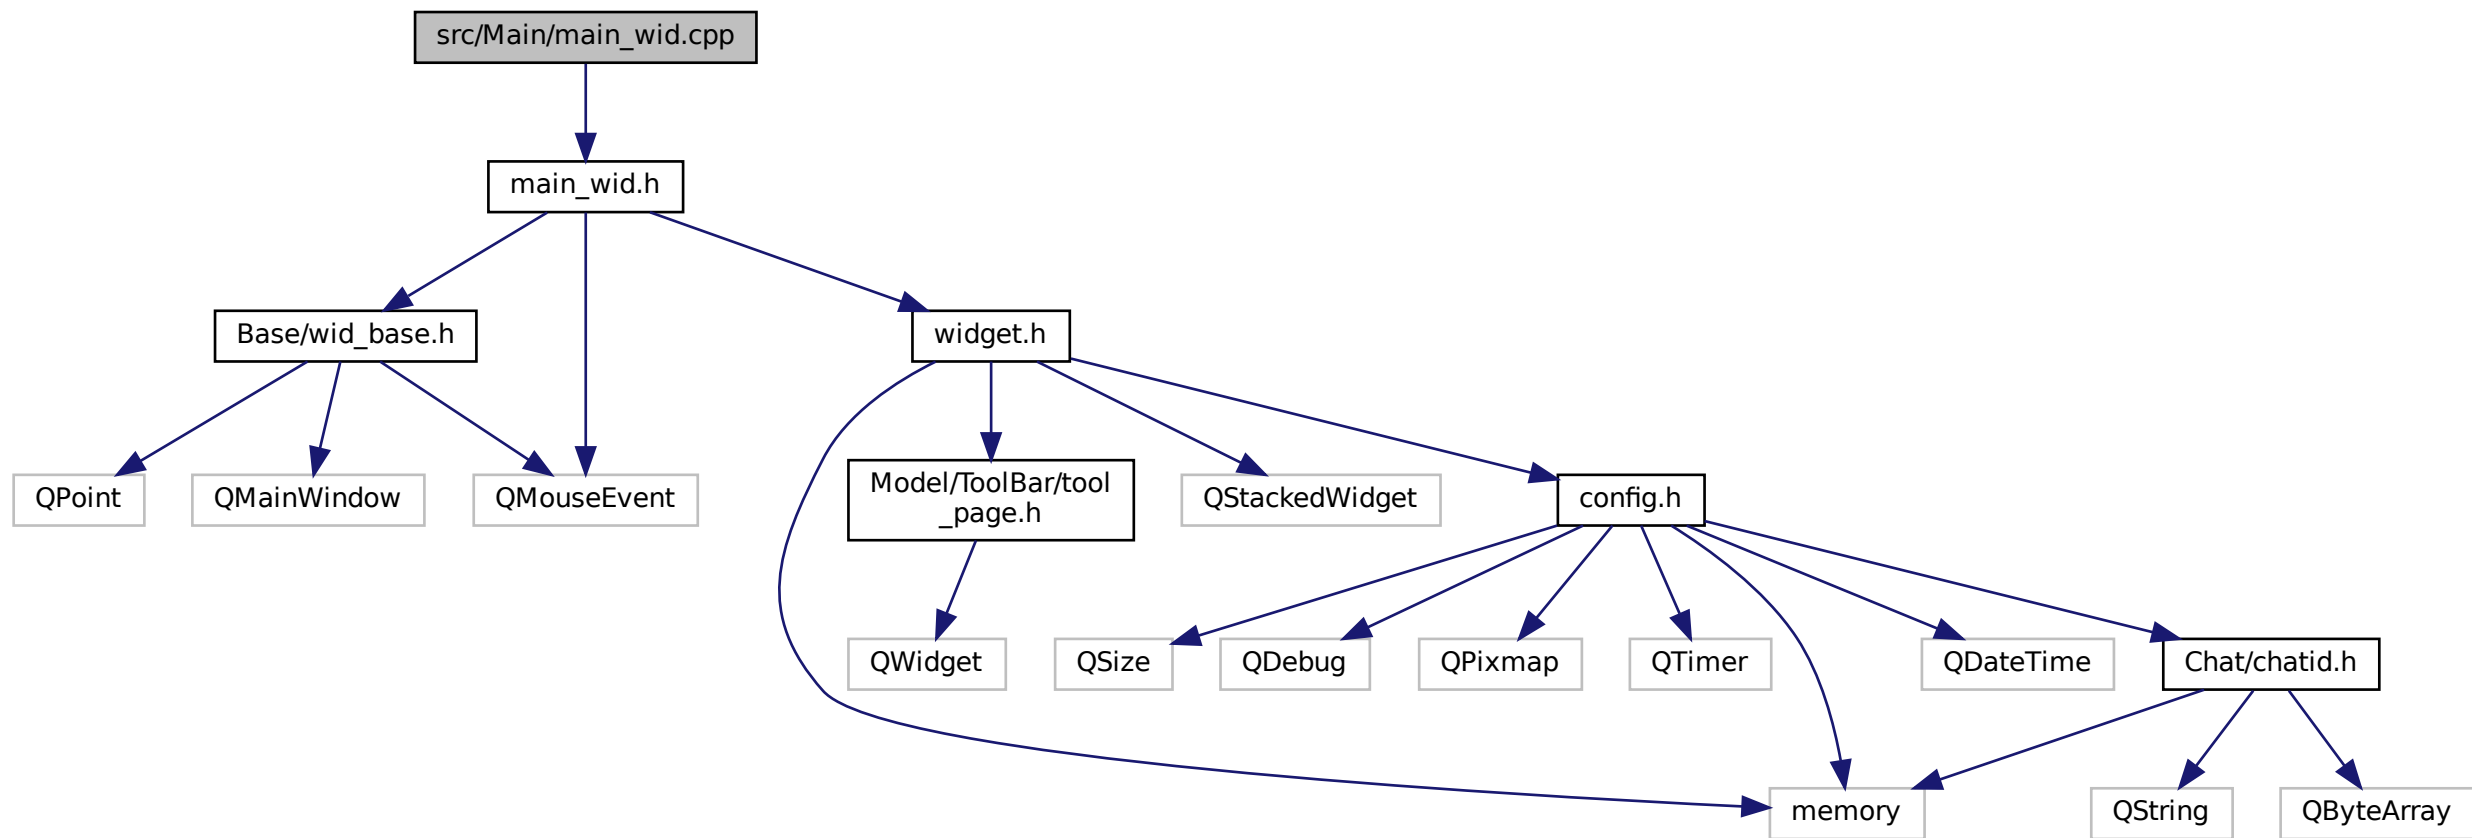 src/Main/main_wid.cpp
main_wid.h
Base/wid_base.h
widget.h
QPoint
QMainWindow
QMouseEvent
Model/ToolBar/tool
_page.h
QStackedWidget
config.h
QWidget
QSize
QDebug
QPixmap
QTimer
QDateTime
Chat/chatid.h
memory
QString
QByteArray